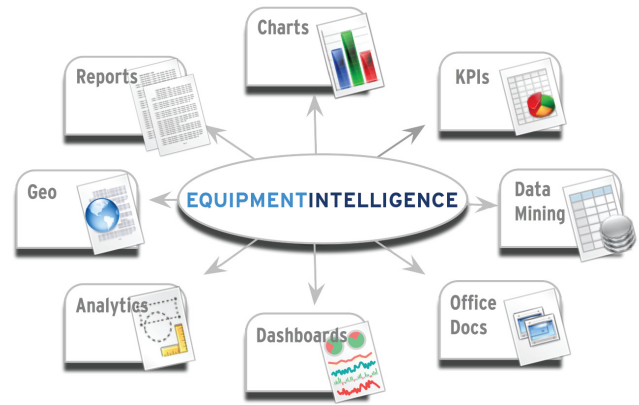 Charts
Reports
KPIs
Geo
EQUIPMENTINTELLIGENCE
Data
Mining
Analytics
Dashboards
Office
Docs